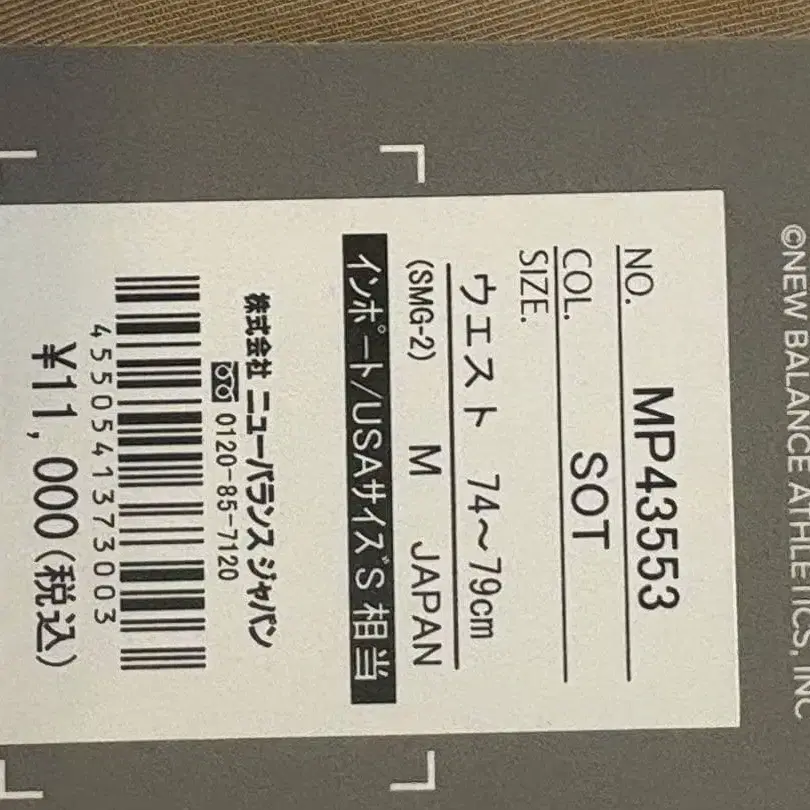 ©NEW BALANCE ATHLETICS, INC
NO. MP43553
COL. SOT
SIZE.
ウエスト 74～79cm
(SMG-2) M JAPAN
インポート/USAサイズS 相当
株式会社 ニューバランス ジャパン
0120-85-7120
4550541373003
¥11,000(税込)